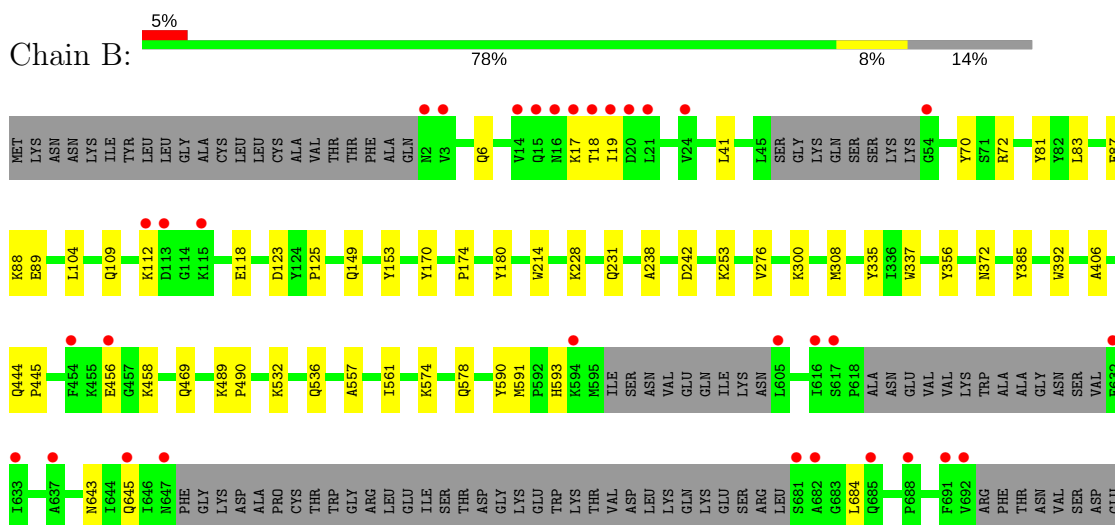 5%
Chain B:
78% 8% 14%
MET LYS ASN ASN LYS ILE TYR LEU LEU GLY ALA CYS LEU LEU CYS ALA VAL THR THR PHE ALA GLN N2 V3 Q6 V14 Q15 N16 K17 T18 I19 D20 L21 V24 L41 L45 SER GLY LYS GLN SER SER LYS LYS G54 Y70 S71 R72 Y81 Y82 L83 E87
K88 E89 L104 Q109 K112 D113 G114 K115 E118 D123 Y124 P125 Q149 Y153 Y170 P174 Y180 W214 K228 Q231 A238 D242 K253 V276 K300 M308 Y335 I336 W337 Y356 N372 Y385 W392 A406
Q444 P445 F454 K455 E456 G457 K458 Q469 K489 P490 K532 Q536 A557 I561 K574 Q578 Y590 M591 P592 H593 K594 M595 ILE SER ASN VAL GLU GLN ILE LYS ASN L605 I616 S617 P618 ALA ASN GLU VAL VAL LYS TRP ALA ALA GLY ASN SER VAL E632
I633 A637 N643 I644 Q645 I646 N647 PHE GLY LYS ASP ALA PRO CYS THR TRP GLY ARG LEU GLU ILE SER THR ASP GLY LYS GLU TRP LYS THR VAL ASP LEU LYS GLN LYS GLU SER ARG LEU S681 A682 G683 L684 Q685 P688 F691 V692 ARG PHE THR ASN VAL SER ASP GLU